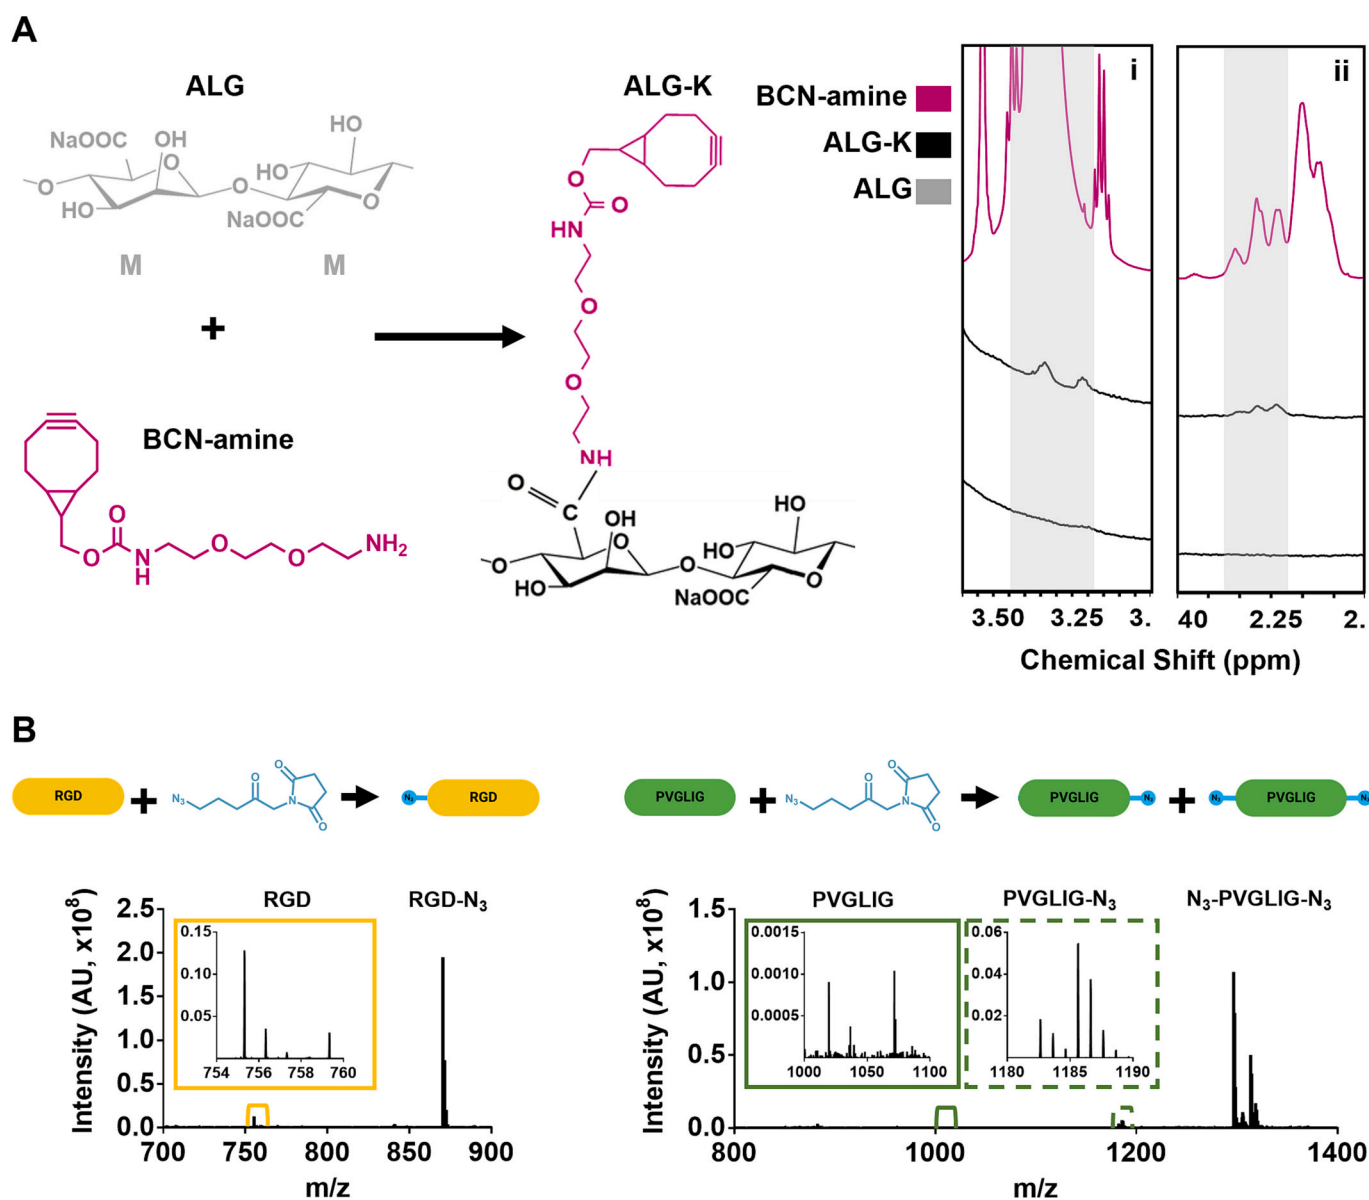 A
ALG
NaOOC
OH
O
O
HO
HO
HO
O
NaOOC
O
M
M
+
BCN-amine
O
O
N
H
O
O
NH2
ALG-K
O
O
HN
O
O
NH
O
C
OH
HO
O
O
HO
HO
O
NaOOC
O
BCN-amine
ALG-K
ALG
i
ii
3.50 3.25 3.
40 2.25 2.
Chemical Shift (ppm)
B
RGD
+
N3
O
O
N
O
N3
RGD
PVGLIG
+
N3
O
O
N
O
PVGLIG
N3
+
N3
PVGLIG
N
RGD
RGD-N3
Intensity (AU, x10^8)
2.5
2.0
1.5
1.0
0.5
0.0
0.15
0.10
0.05
754 756 758 760
700 750 800 850 900
m/z
PVGLIG
PVGLIG-N3
N3-PVGLIG-N3
Intensity (AU, x10^8)
1.5
1.0
0.5
0.0
0.0015
0.0010
0.0005
1000 1050 1100
0.06
0.04
0.02
1180 1185 1190
800 1000 1200 1400
m/z